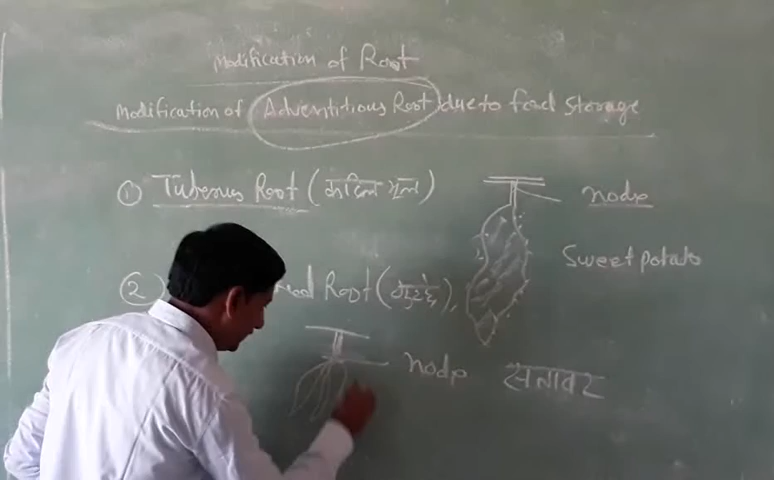 Modification of Root
Modification of Adventitious Root due to food storage
① Tuberous Root (
node
Sweet potato
② Root (
node सतावर